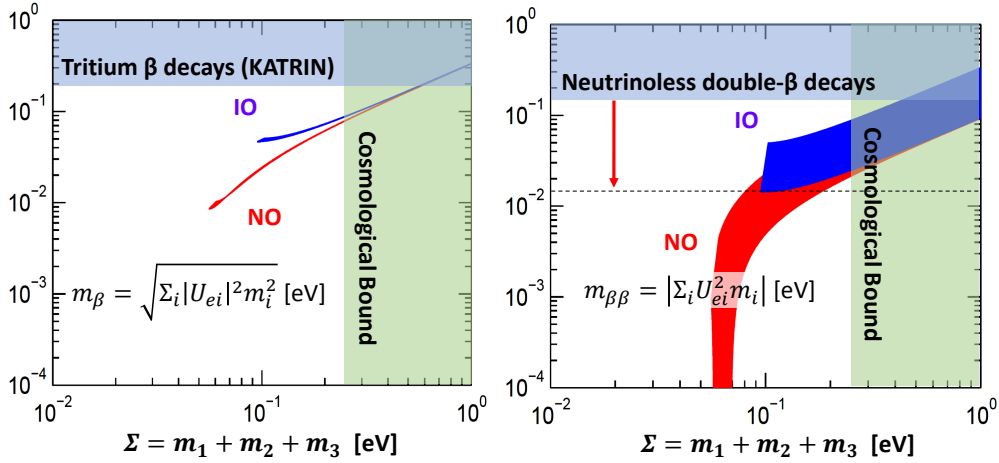 10^0
10^-1
10^-2
10^-3
10^-4
Tritium β decays (KATRIN)
IO
NO
Cosmological Bound
m_β = √(Σ_i|U_ei|^2 m_i^2) [eV]
10^-2
10^-1
10^0
Σ = m_1 + m_2 + m_3 [eV]
10^0
10^-1
10^-2
10^-3
10^-4
Neutrinoless double-β decays
IO
NO
Cosmological Bound
m_ββ = |Σ_i U_ei^2 m_i| [eV]
10^-2
10^-1
10^0
Σ = m_1 + m_2 + m_3 [eV]